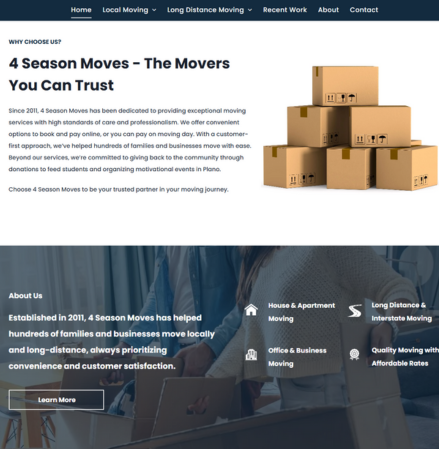 Home Local Moving Long Distance Moving Recent Work About Contact
WHY CHOOSE US?
4 Season Moves - The Movers
You Can Trust
Since 2011, 4 Season Moves has been dedicated to providing exceptional moving
services with high standards of care and professionalism. We offer convenient
options to book and pay online, or you can pay on moving day. With a customer-
first approach, we've helped hundreds of families and businesses move with ease.
Beyond our services, we're committed to giving back to the community through
donations to feed students and organizing motivational events in Plano.
Choose 4 Season Moves to be your trusted partner in your moving journey.
About Us
Established in 2011, 4 Season Moves has helped
hundreds of families and businesses move locally
and long-distance, always prioritizing
convenience and customer satisfaction.
Learn More
House & Apartment
Moving
Long Distance &
Interstate Moving
Office & Business
Moving
Quality Moving with
Affordable Rates